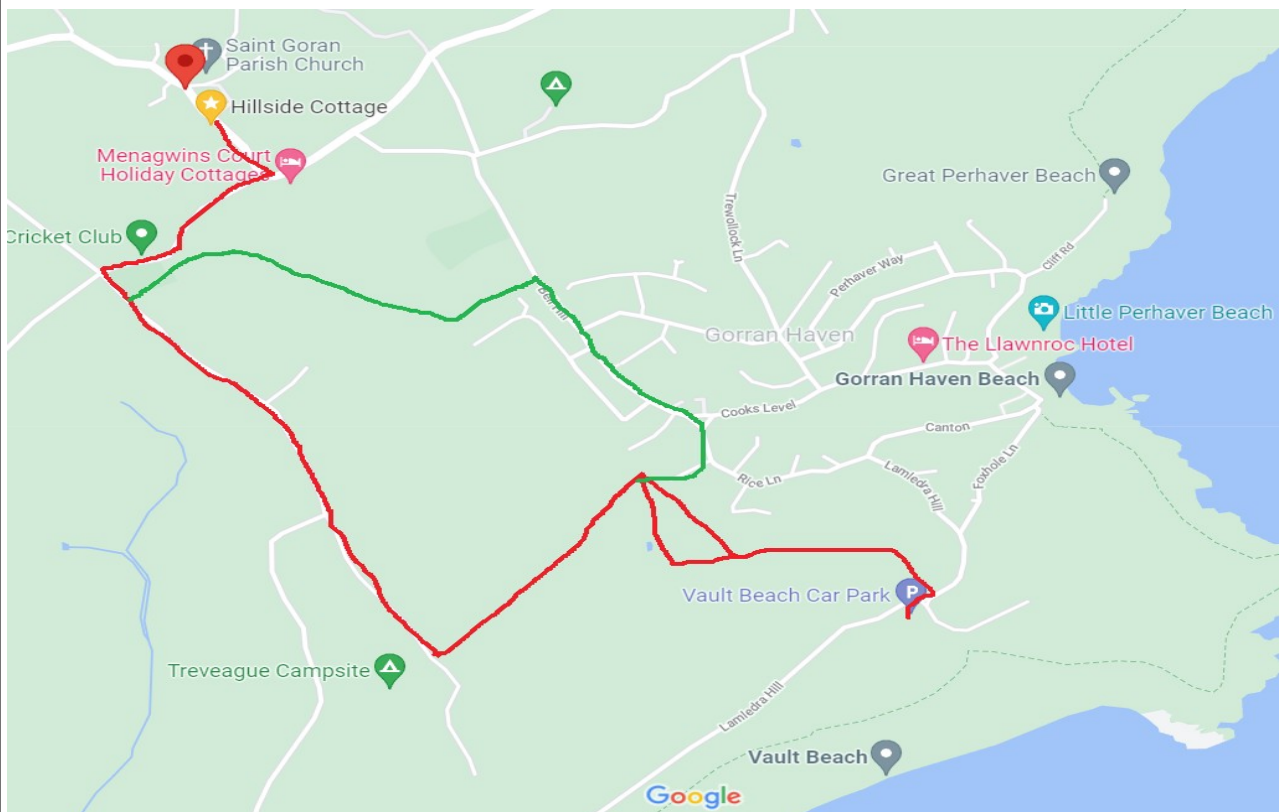 Saint Goran
Parish Church
Hillside Cottage
Menagwins Court
Holiday Cottages
Great Perhaver Beach
Trewollock Ln
Cricket Club
Perhaver Way
Cliff Rd
Bell Hill
Little Perhaver Beach
Gorran Haven
The Llawnroc Hotel
Gorran Haven Beach
Cooks Level
Canton
Rice Ln
Lamledra Hill
Foxhole Ln
P
Vault Beach Car Park
Treveague Campsite
Lamledra Hill
Vault Beach
Google